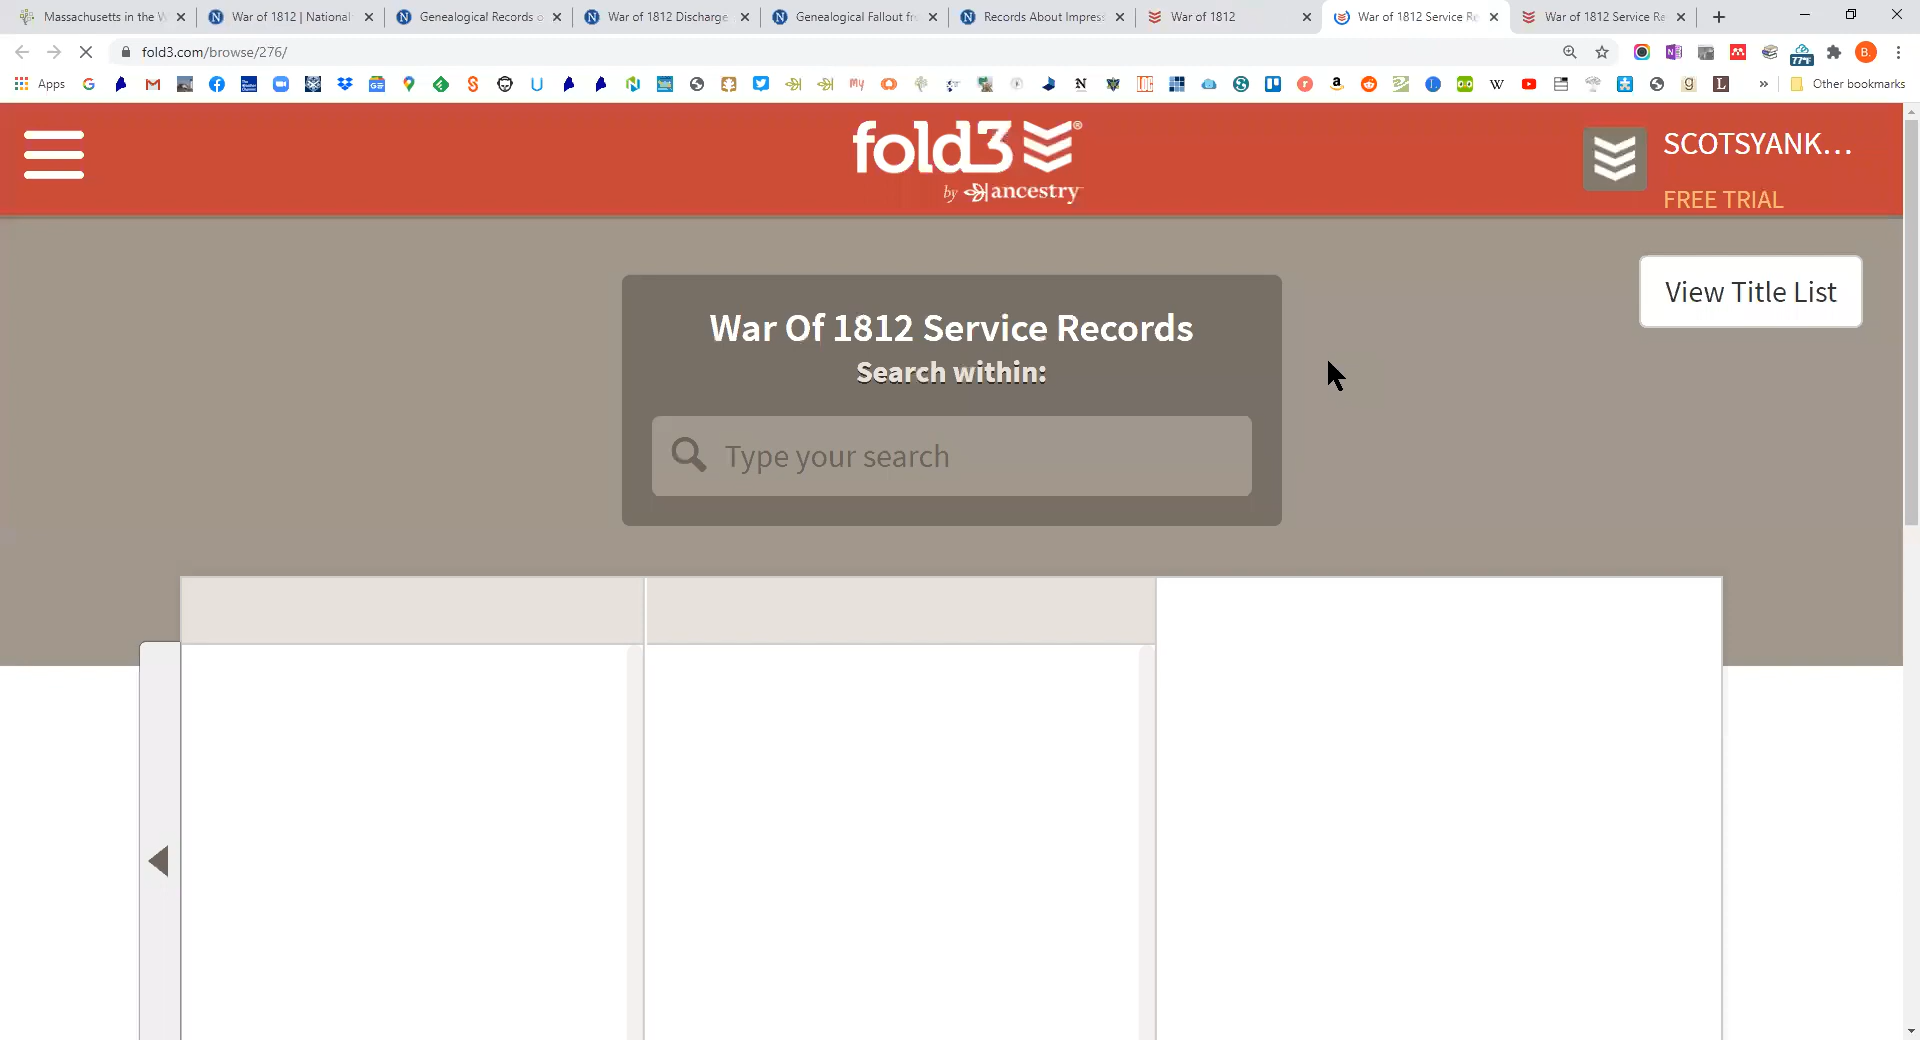 Massachusetts in the W
War of 1812 | National
Genealogical Records o
War of 1812 Discharge
Genealogical Fallout fr
Records About Impress
War of 1812
War of 1812 Service Re
War of 1812 Service Re
fold3.com/browse/276/
77°F
B.
Apps
Other bookmarks
fold3®
by ancestry
SCOTSYANK...
FREE TRIAL
View Title List
War Of 1812 Service Records
Search within:
Type your search